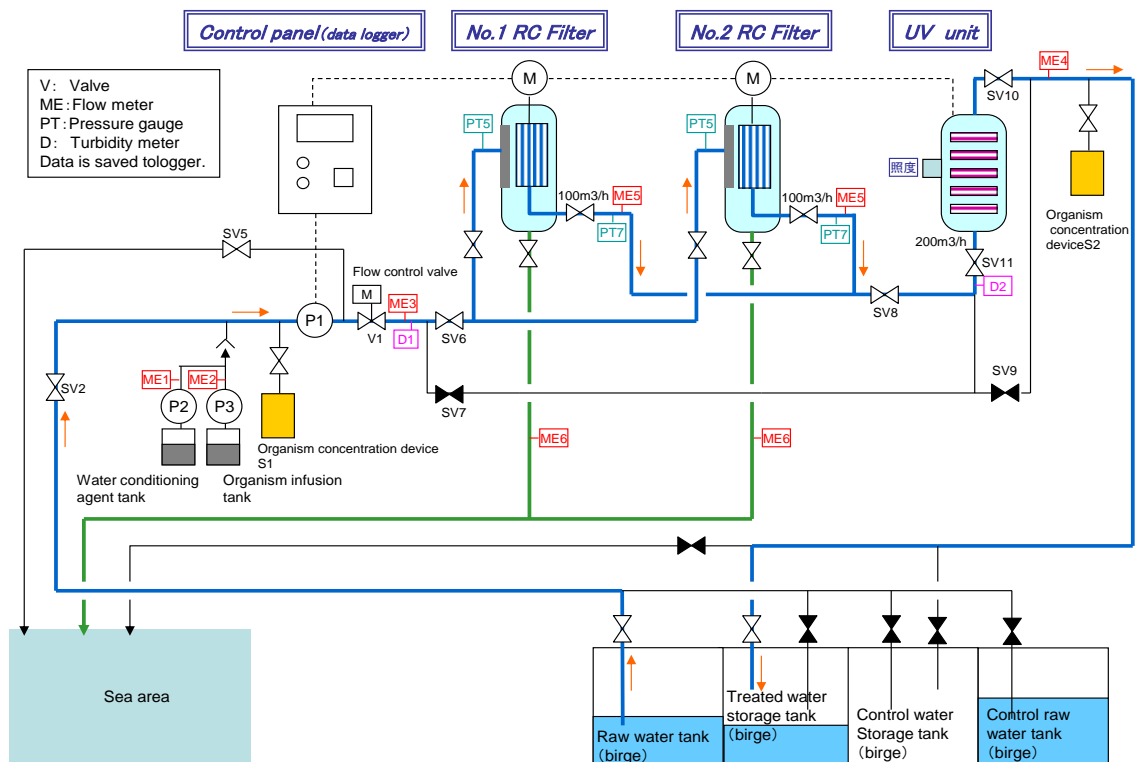 Control panel(data logger)
No.1 RC Filter
No.2 RC Filter
UV unit
V: Valve
ME:Flow meter
PT:Pressure gauge
D: Turbidity meter
Data is saved tologger.
M
M
ME4
SV10
PT5
PT5
照度
100m3/h
ME5
PT7
100m3/h
ME5
PT7
Organism
concentration
deviceS2
200m3/h
SV11
D2
SV5
Flow control valve
M
ME3
P1
V1
D1
SV6
SV8
SV2
ME1
ME2
P2
P3
SV7
SV9
Organism concentration device
S1
Water conditioning
agent tank
Organism infusion
tank
ME6
ME6
Sea area
Raw water tank
(birge)
Treated water
storage tank
(birge)
Control water
Storage tank
(birge)
Control raw
water tank
(birge)